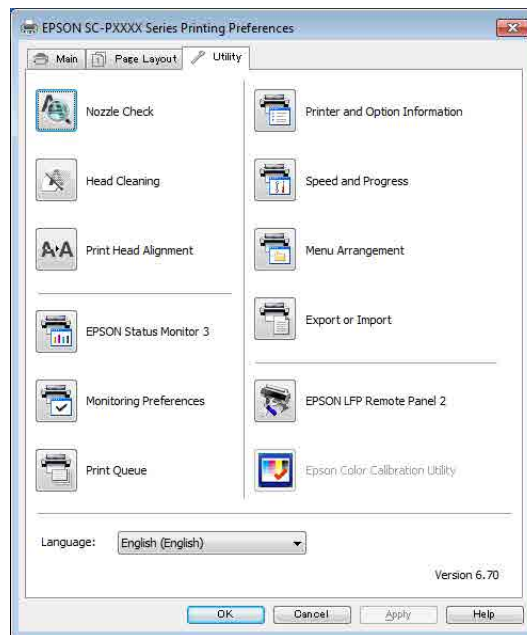 EPSON SC-PXXXX Series Printing Preferences
Main
Page Layout
Utility
Nozzle Check
Head Cleaning
Print Head Alignment
EPSON Status Monitor 3
Monitoring Preferences
Print Queue
Printer and Option Information
Speed and Progress
Menu Arrangement
Export or Import
EPSON LFP Remote Panel 2
Epson Color Calibration Utility
Language:
English (English)
Version 6.70
OK
Cancel
Apply
Help